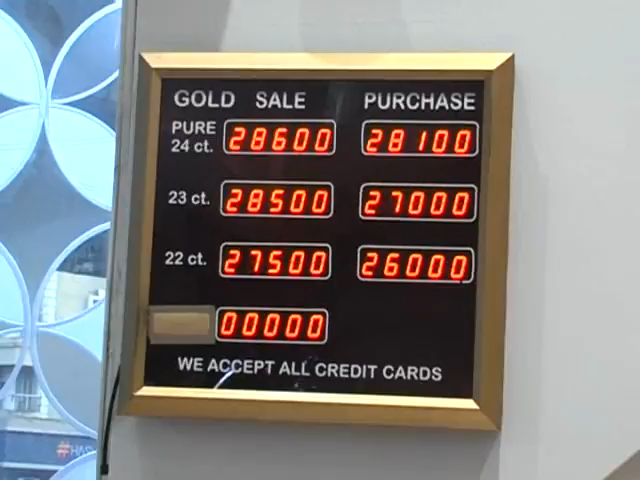 GOLD SALE PURCHASE
PURE 24 ct. 28600 28100
23 ct. 28500 27000
22 ct. 27500 26000
00000
WE ACCEPT ALL CREDIT CARDS